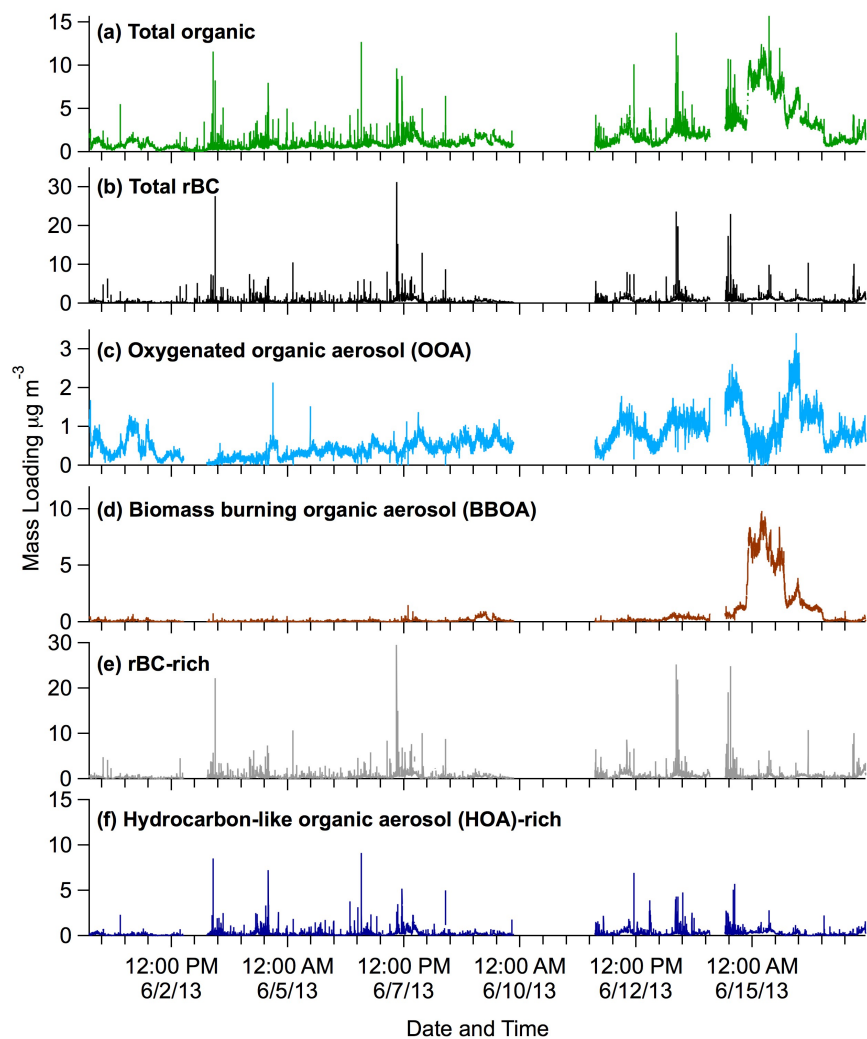 (a) Total organic
15
10
5
0
(b) Total rBC
30
20
10
0
(c) Oxygenated organic aerosol (OOA)
3
2
1
0
(d) Biomass burning organic aerosol (BBOA)
10
5
0
(e) rBC-rich
30
20
10
0
(f) Hydrocarbon-like organic aerosol (HOA)-rich
15
10
5
0
Mass Loading μg m⁻³
12:00 PM 12:00 AM 12:00 PM 12:00 AM 12:00 PM 12:00 AM
6/2/13 6/5/13 6/7/13 6/10/13 6/12/13 6/15/13
Date and Time